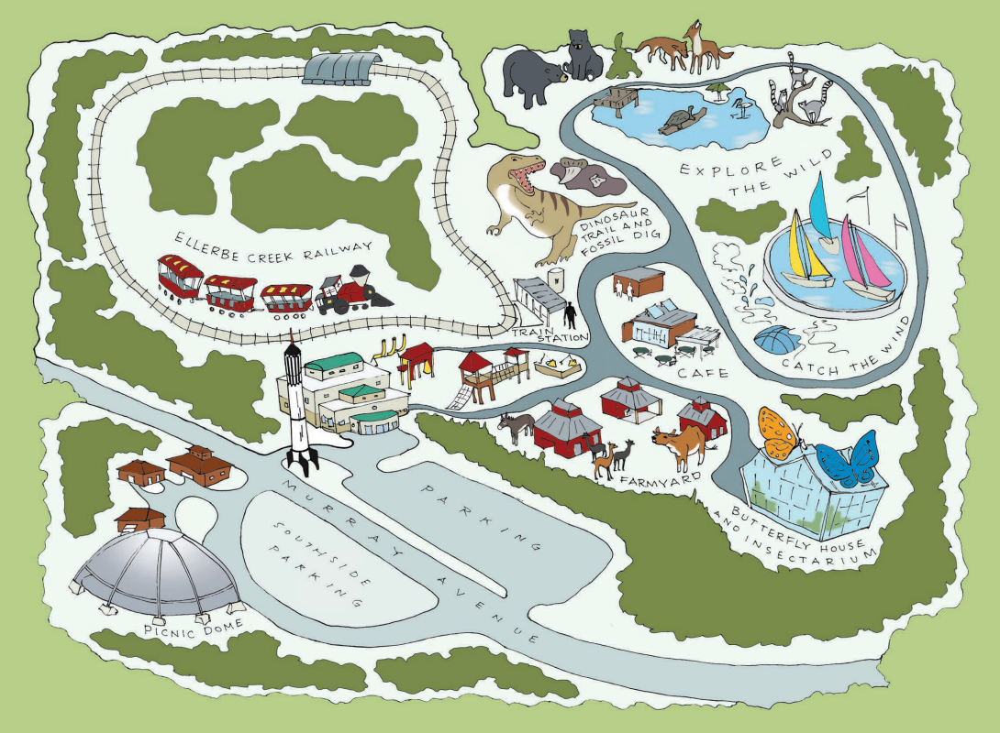 EXPLORE
THE WILD
DINOSAUR
TRAIL AND
FOSSIL DIG
ELLERBE CREEK RAILWAY
TRAIN
STATION
CATCH THE WIND
CAFE
FARMYARD
BUTTERFLY HOUSE
AND INSECTARIUM
PARKING
MURRAY AVENUE
SOUTHSIDE
PARKING
PICNIC DOME